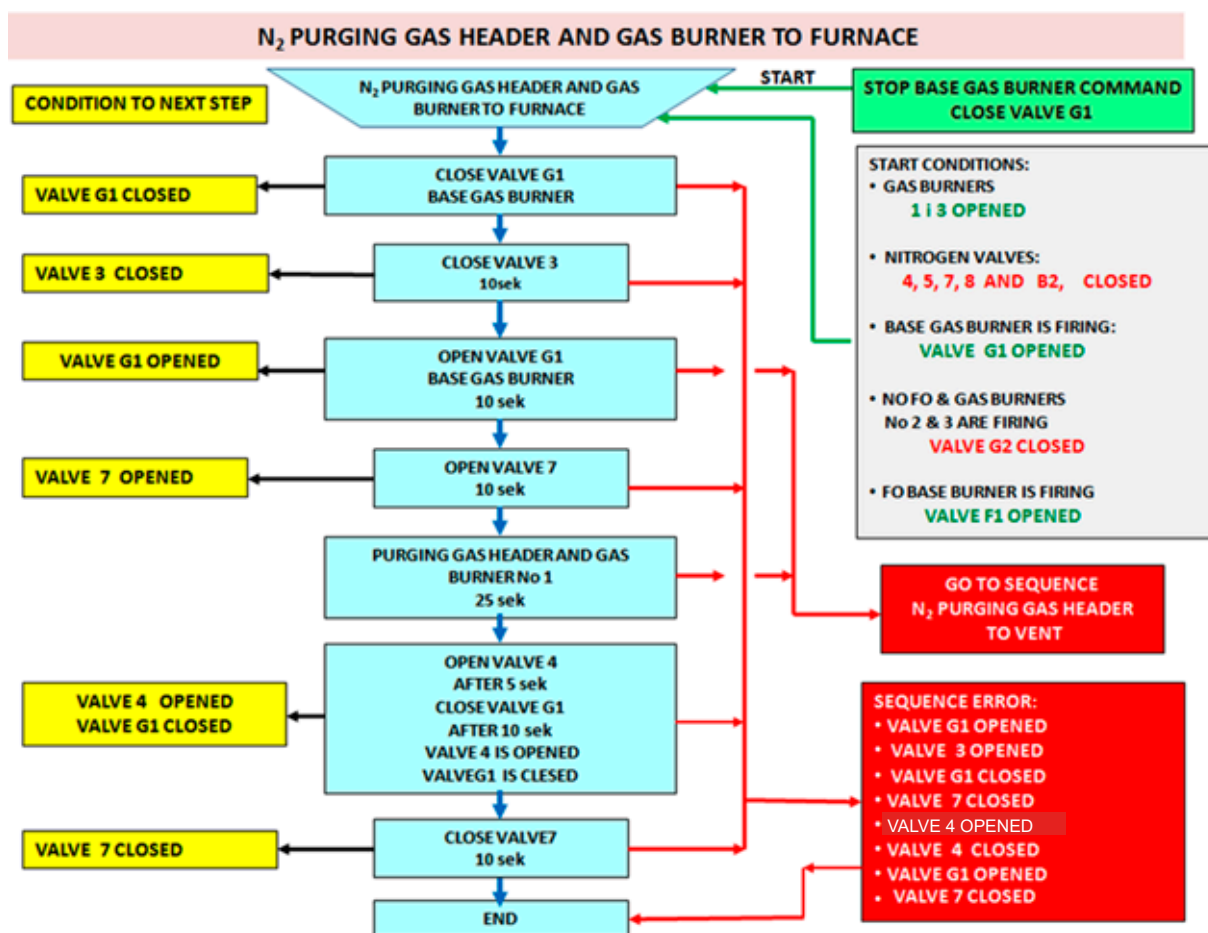 N₂ PURGING GAS HEADER AND GAS BURNER TO FURNACE
CONDITION TO NEXT STEP
N₂ PURGING GAS HEADER AND GAS
BURNER TO FURNACE
START
STOP BASE GAS BURNER COMMAND
CLOSE VALVE G1
VALVE G1 CLOSED
CLOSE VALVE G1
BASE GAS BURNER
VALVE 3 CLOSED
CLOSE VALVE 3
10sek
VALVE G1 OPENED
OPEN VALVE G1
BASE GAS BURNER
10 sek
VALVE 7 OPENED
OPEN VALVE 7
10 sek
PURGING GAS HEADER AND GAS
BURNER No 1
25 sek
VALVE 4 OPENED
VALVE G1 CLOSED
OPEN VALVE 4
AFTER 5 sek
CLOSE VALVE G1
AFTER 10 sek
VALVE 4 IS OPENED
VALVEG1 IS CLESED
VALVE 7 CLOSED
CLOSE VALVE7
10 sek
END
START CONDITIONS:
• GAS BURNERS
1 i 3 OPENED
• NITROGEN VALVES:
4, 5, 7, 8 AND B2, CLOSED
• BASE GAS BURNER IS FIRING:
VALVE G1 OPENED
• NO FO & GAS BURNERS
No 2 & 3 ARE FIRING
VALVE G2 CLOSED
• FO BASE BURNER IS FIRING
VALVE F1 OPENED
GO TO SEQUENCE
N₂ PURGING GAS HEADER
TO VENT
SEQUENCE ERROR:
• VALVE G1 OPENED
• VALVE 3 OPENED
• VALVE G1 CLOSED
• VALVE 7 CLOSED
• VALVE 4 OPENED
• VALVE 4 CLOSED
• VALVE G1 OPENED
• VALVE 7 CLOSED